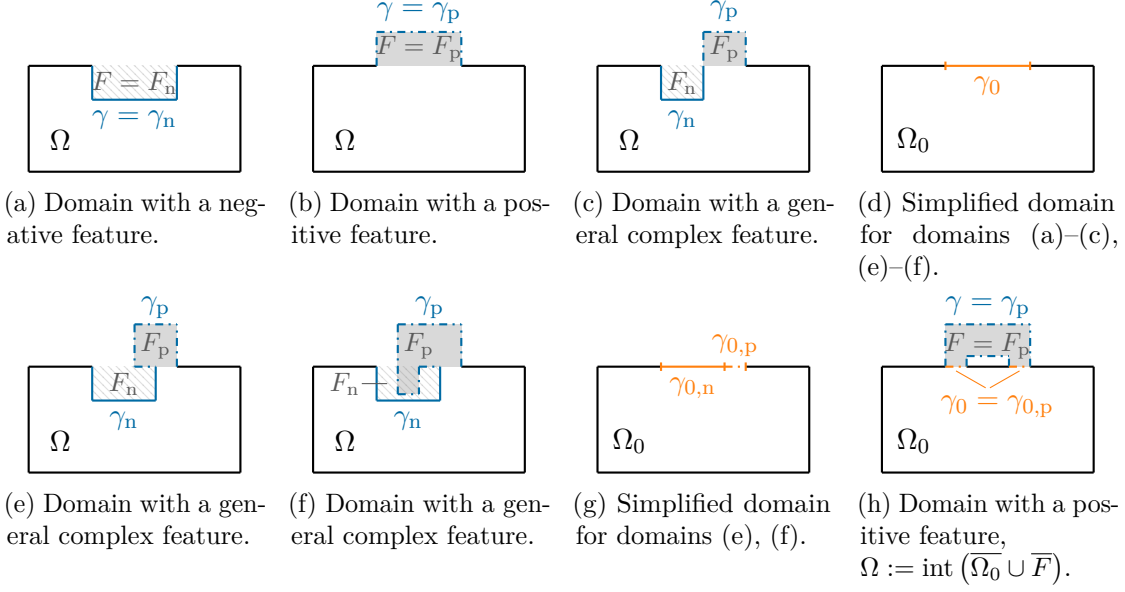 γ = γₚ
γₚ
F = Fₙ
F = Fₚ
Fₚ
Fₙ
γ = γₙ
γₙ
γ₀
Ω
Ω
Ω
Ω₀
(a) Domain with a neg-
ative feature.
(b) Domain with a pos-
itive feature.
(c) Domain with a gen-
eral complex feature.
(d) Simplified domain
for domains (a)–(c),
(e)–(f).
γₚ
γₚ
γ = γₚ
Fₚ
Fₚ
γ₀,ₚ
F = Fₚ
Fₙ
Fₙ
γ₀,ₙ
γₙ
γₙ
γ₀ = γ₀,ₚ
Ω
Ω
Ω₀
Ω₀
(e) Domain with a gen-
eral complex feature.
(f) Domain with a gen-
eral complex feature.
(g) Simplified domain
for domains (e), (f).
(h) Domain with a pos-
itive feature,
Ω := int (Ω̅₀̅ ∪ F̅).